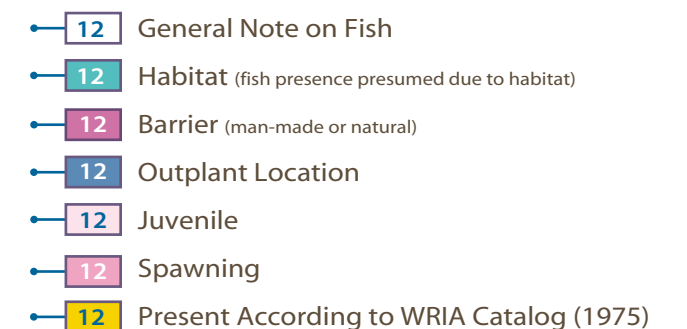 12 General Note on Fish
12 Habitat (fish presence presumed due to habitat)
12 Barrier (man-made or natural)
12 Outplant Location
12 Juvenile
12 Spawning
12 Present According to WRIA Catalog (1975)